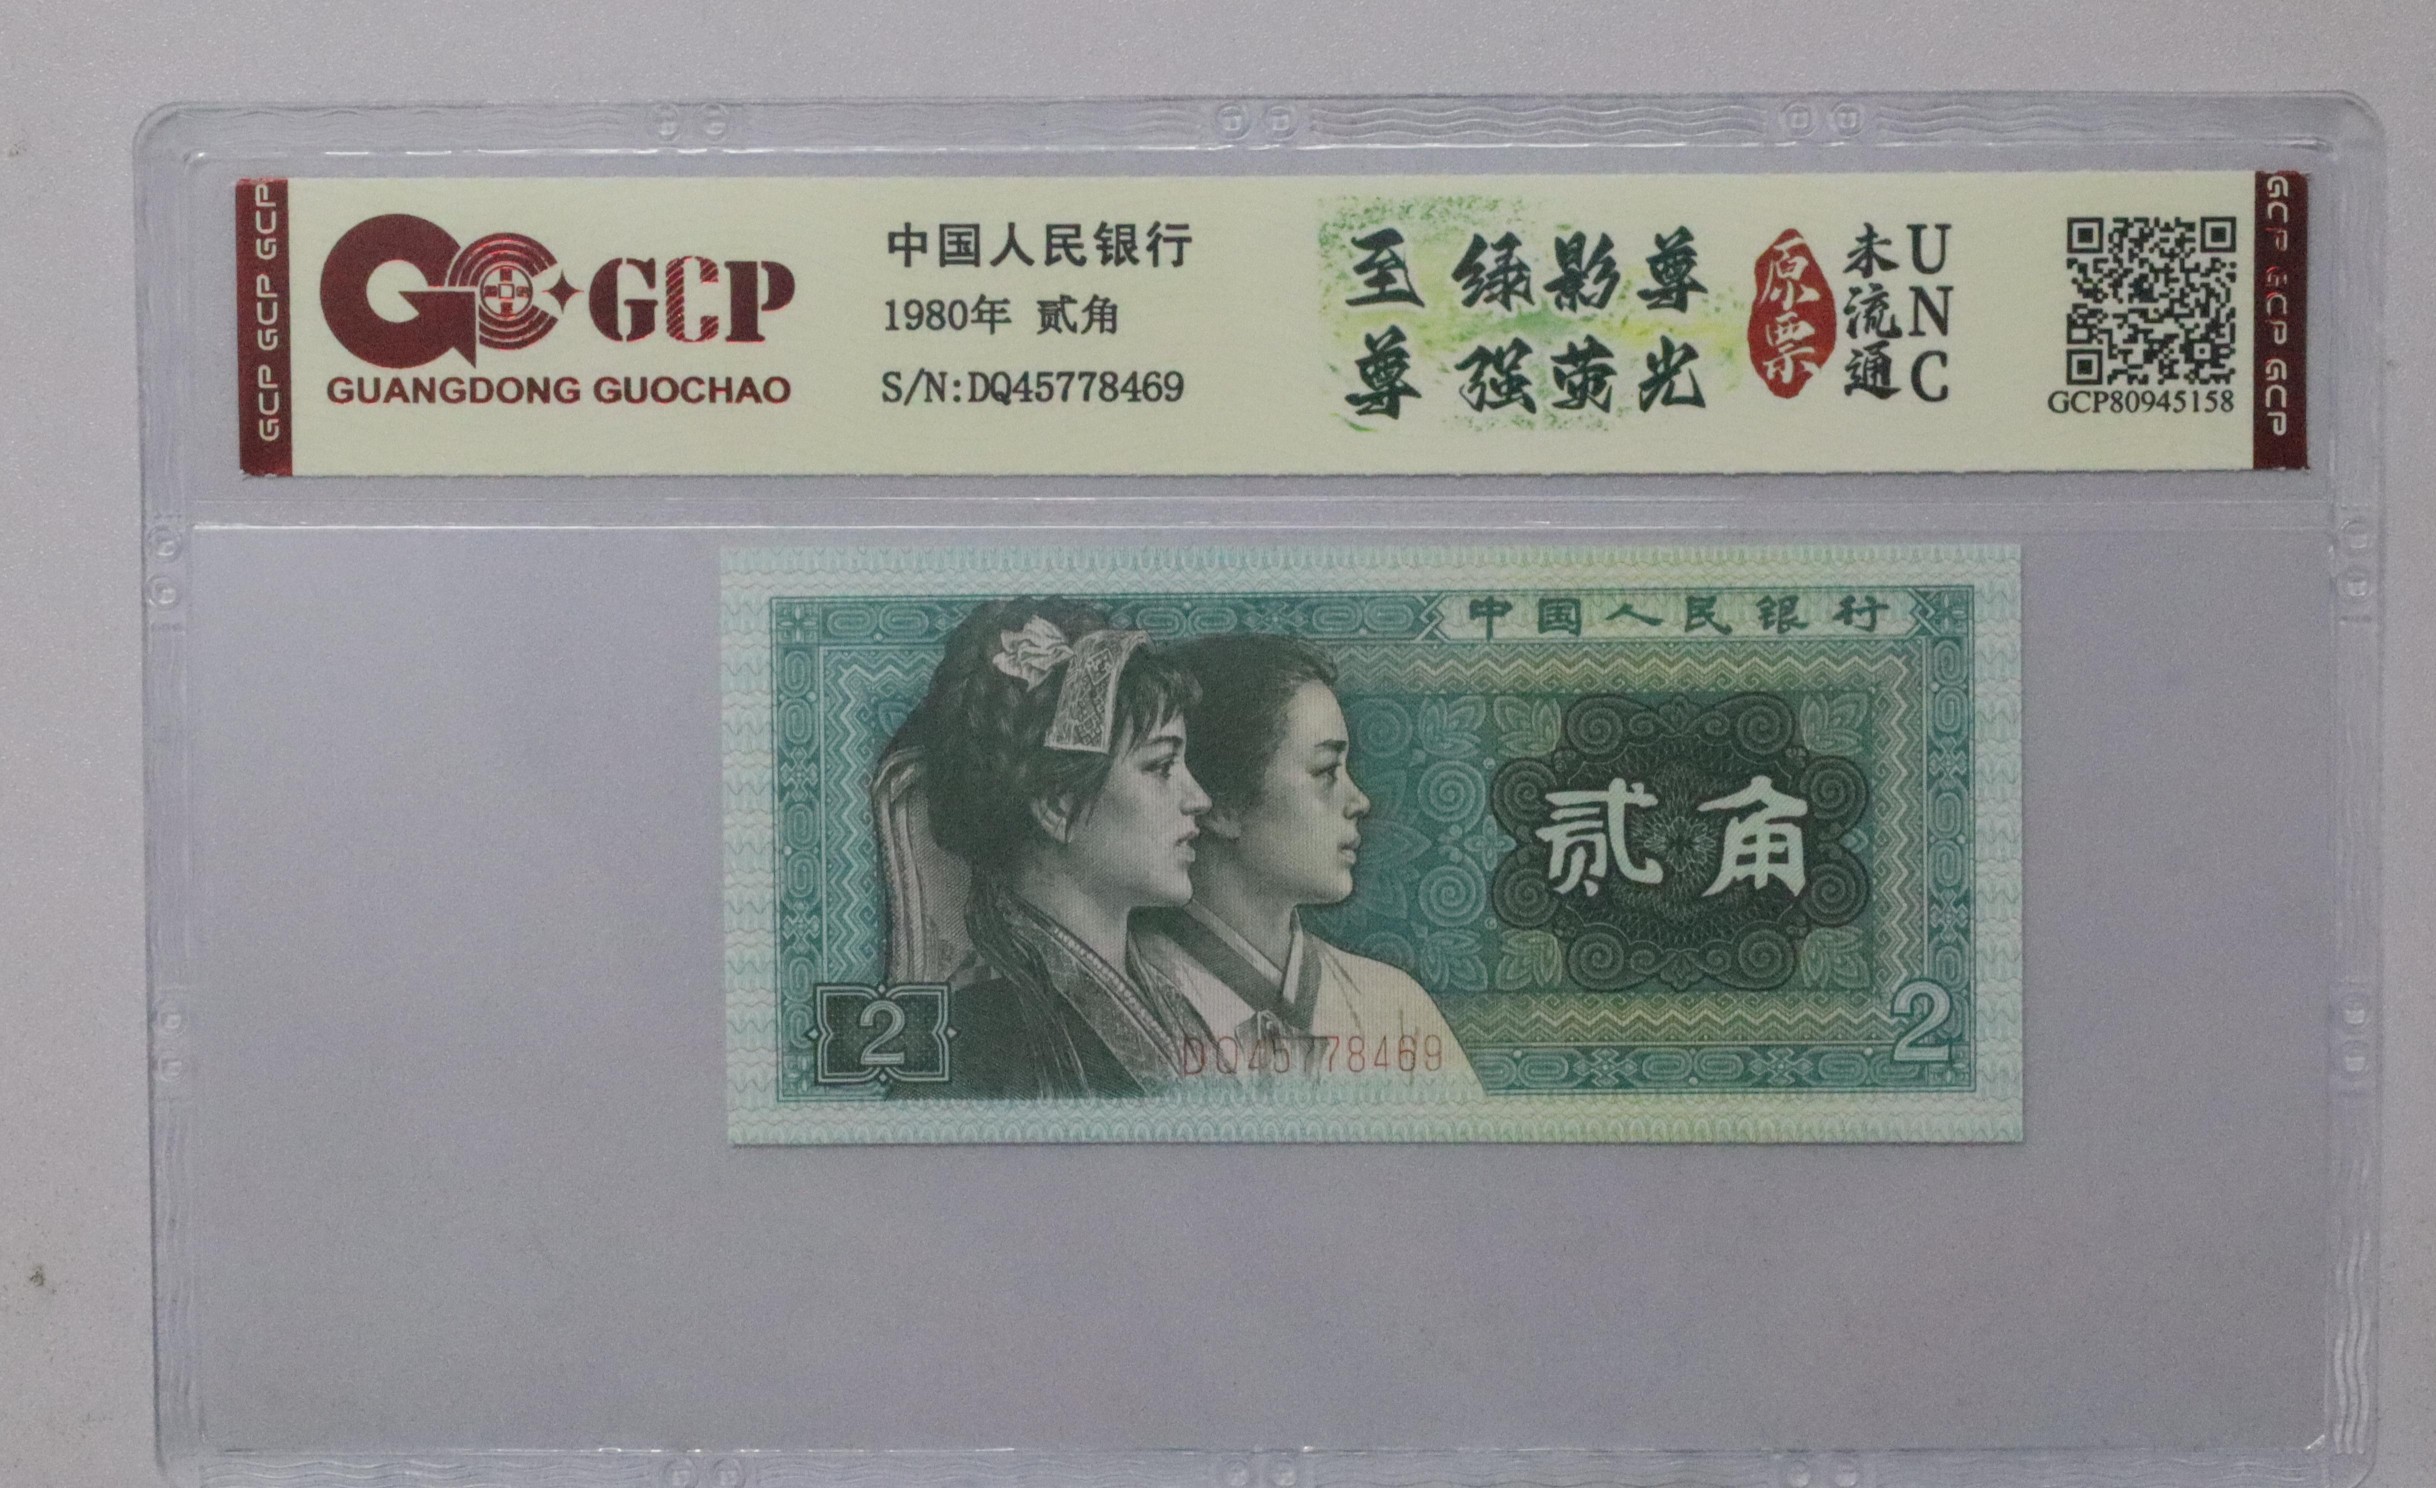 GCP GCP GCP GCP
GCP
GUANGDONG GUOCHAO
中国人民银行
1980年 贰角
S/N:DQ45778469
至尊
绿影尊
强荧光
原票
未流通
UNC
GCP80945158
GCP GCP GCP GCP
中国人民银行
贰角
2
2
DQ45778469